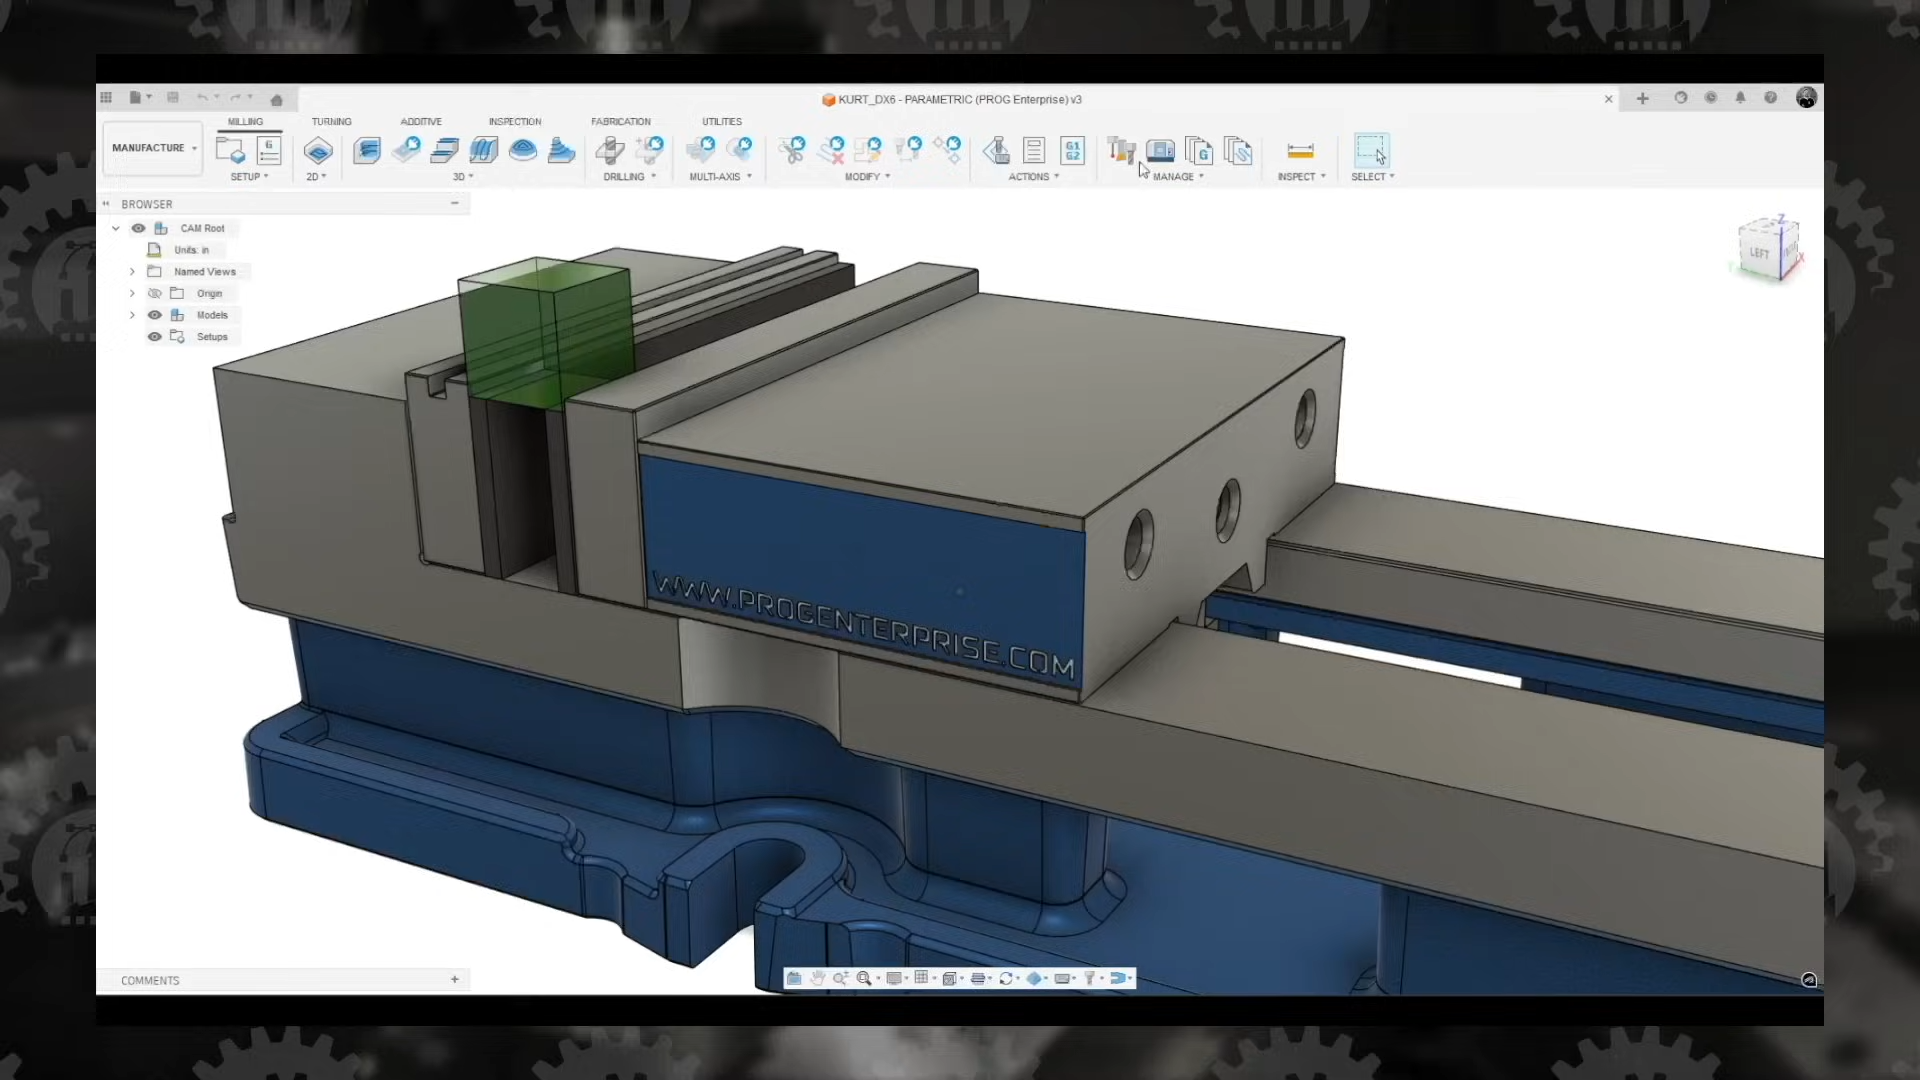 KURT_DX6 - PARAMETRIC (PROG Enterprise) v3
MILLING TURNING ADDITIVE INSPECTION FABRICATION UTILITIES
MANUFACTURE
G
G1
G2
G
SETUP 2D 3D DRILLING MULTI-AXIS MODIFY ACTIONS MANAGE INSPECT SELECT
BROWSER
CAM Root
Units: in
Named Views
Origin
Models
Setups
Z
LEFT
X
Y
WWW.PROGENTERPRISE.COM
COMMENTS